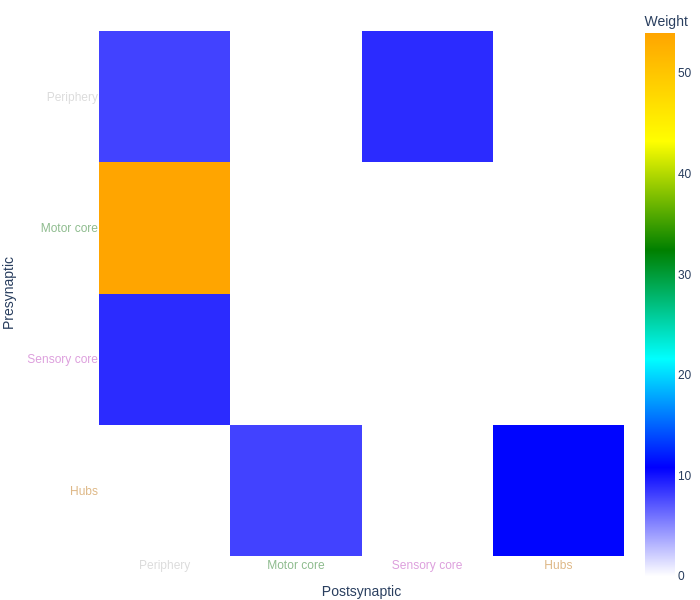 Weight
50
40
30
20
10
0
Presynaptic
Periphery
Motor core
Sensory core
Hubs
Periphery Motor core Sensory core Hubs
Postsynaptic